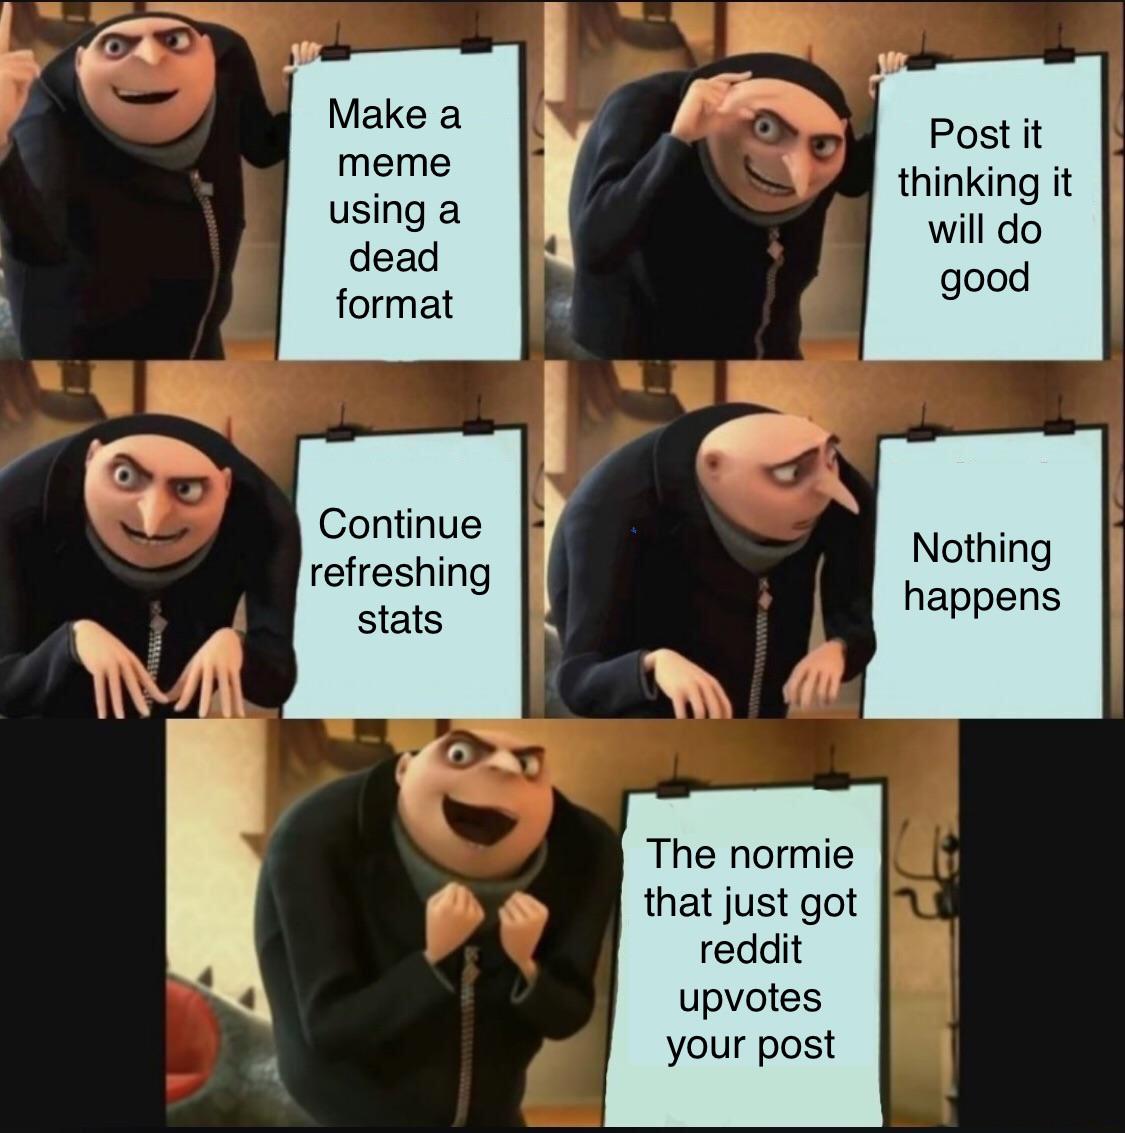 Make a
meme
using a
dead
format
Post it
thinking it
will do
good
Continue
refreshing
stats
Nothing
happens
The normie
that just got
reddit
upvotes
your post